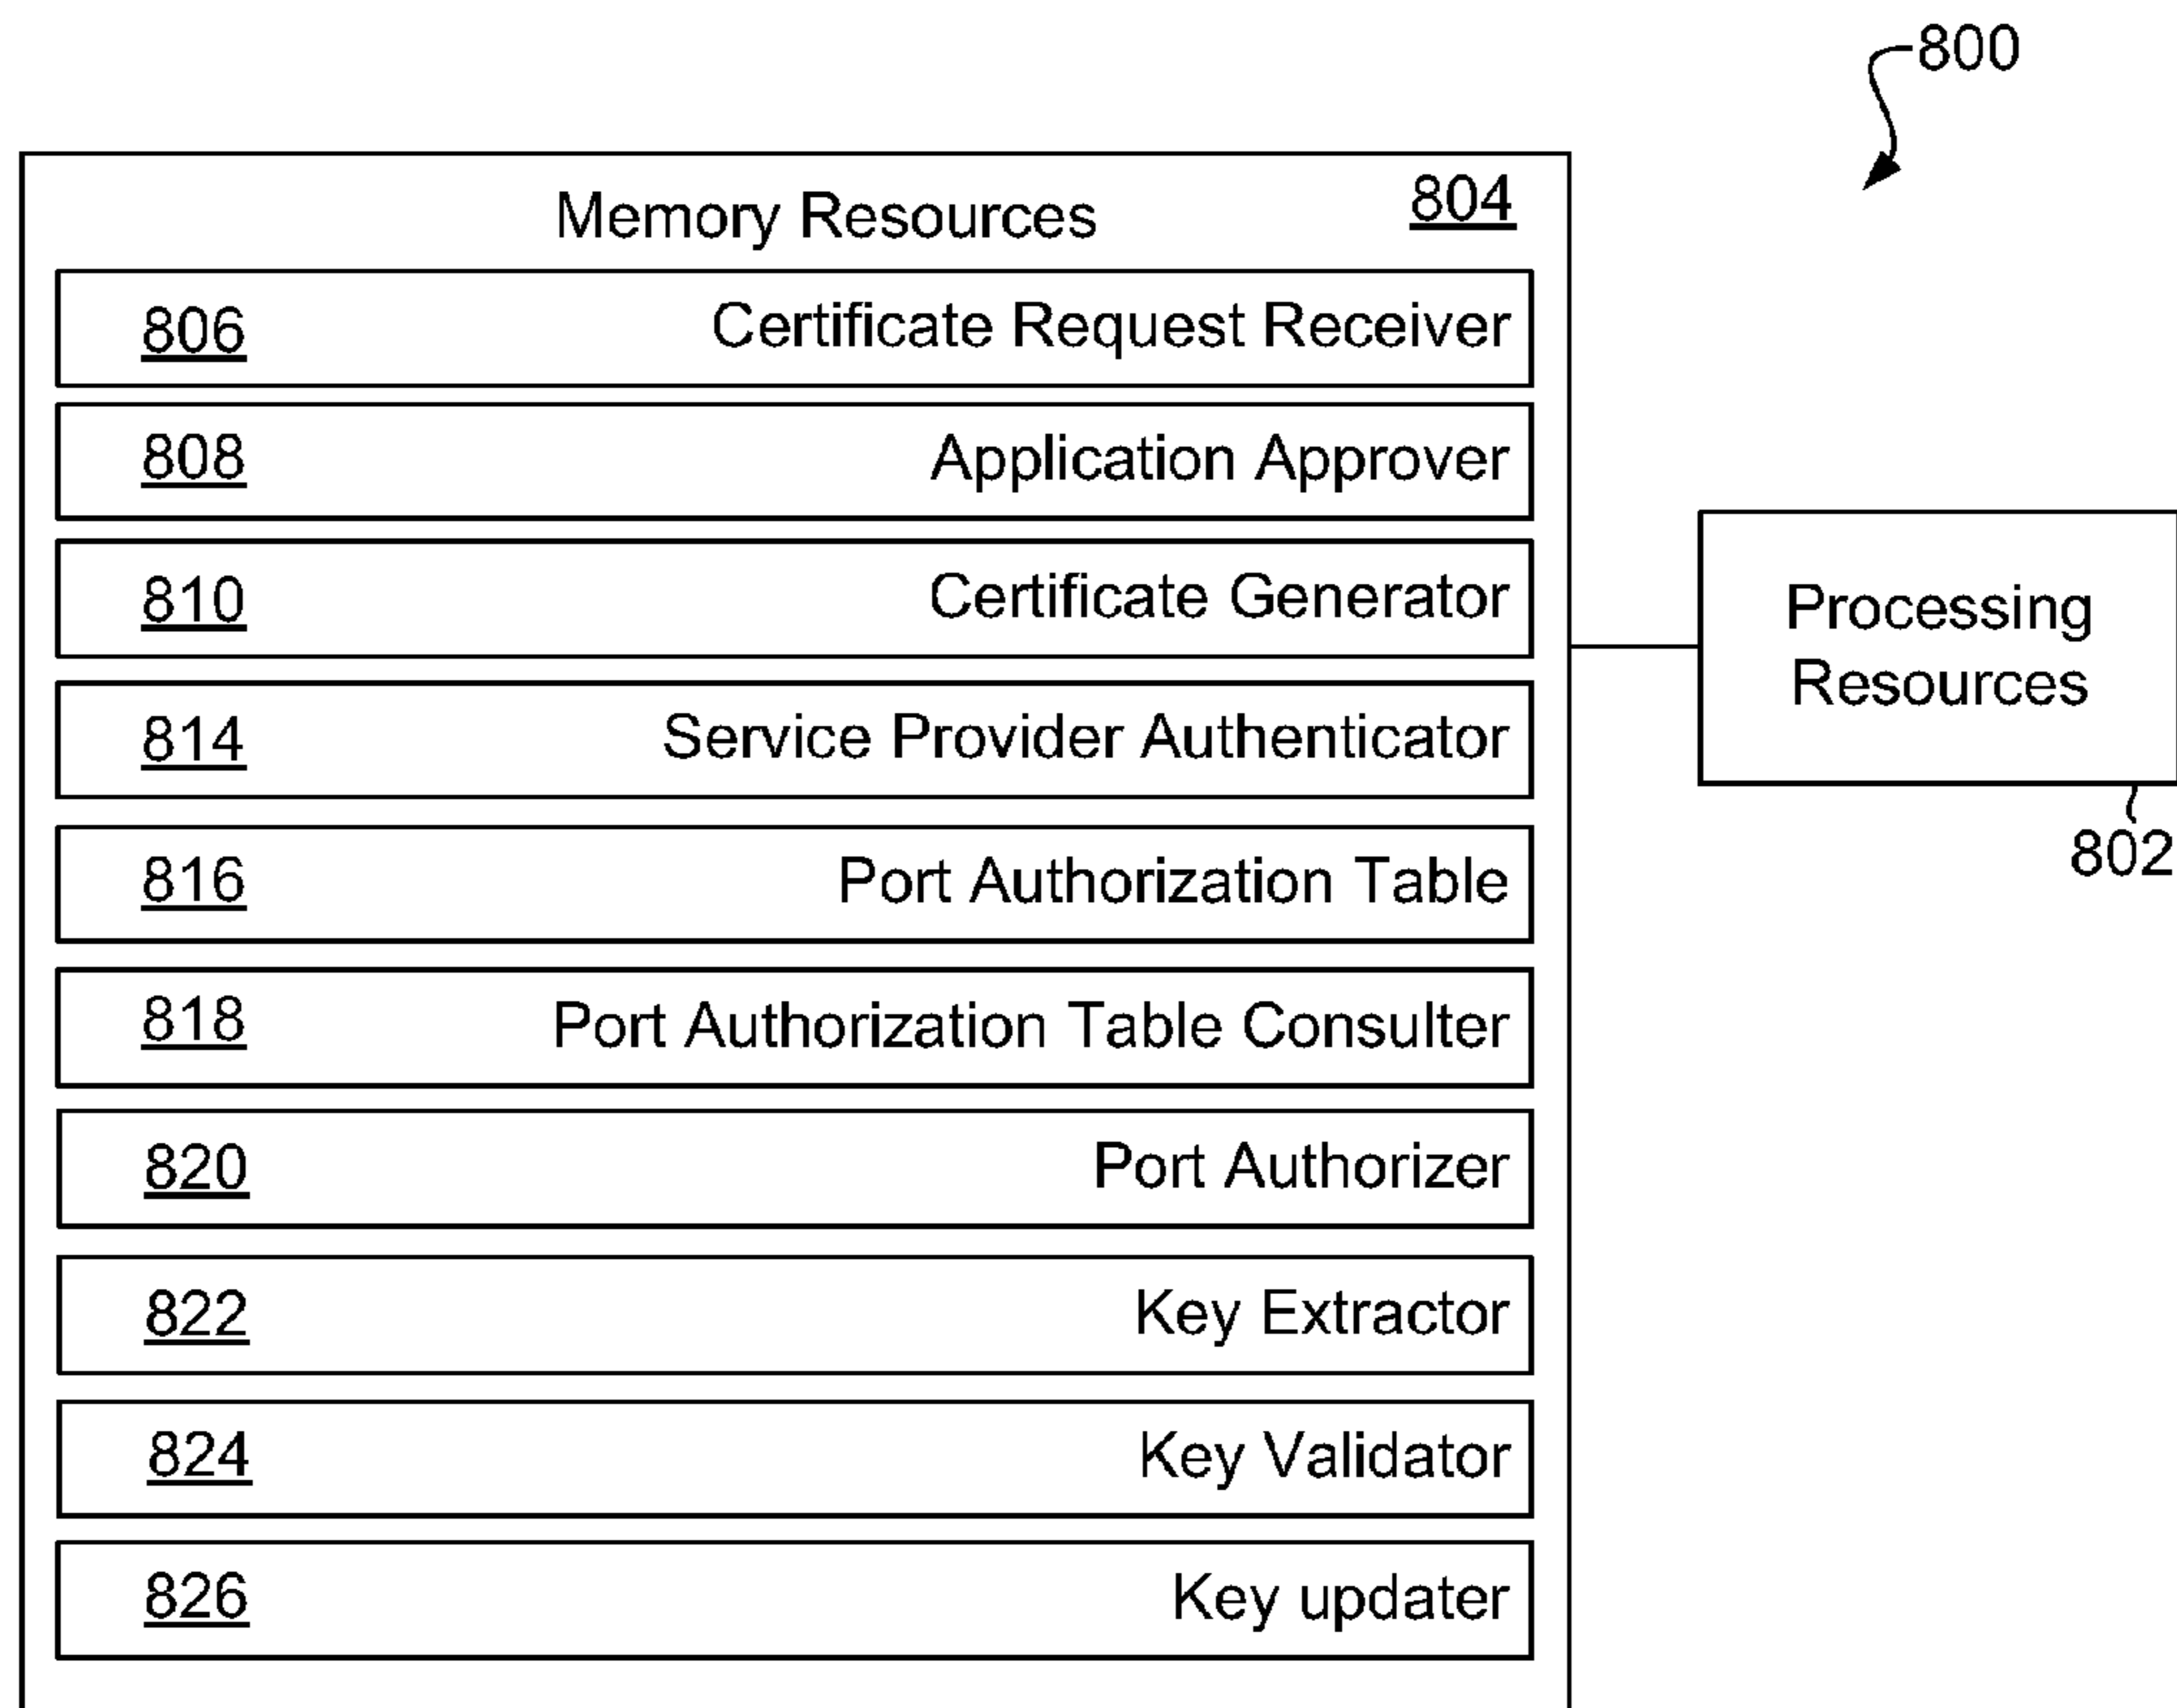 800
Memory Resources 804
806 Certificate Request Receiver
808 Application Approver
810 Certificate Generator
814 Service Provider Authenticator
816 Port Authorization Table
818 Port Authorization Table Consulter
820 Port Authorizer
822 Key Extractor
824 Key Validator
826 Key updater
Processing
Resources
802